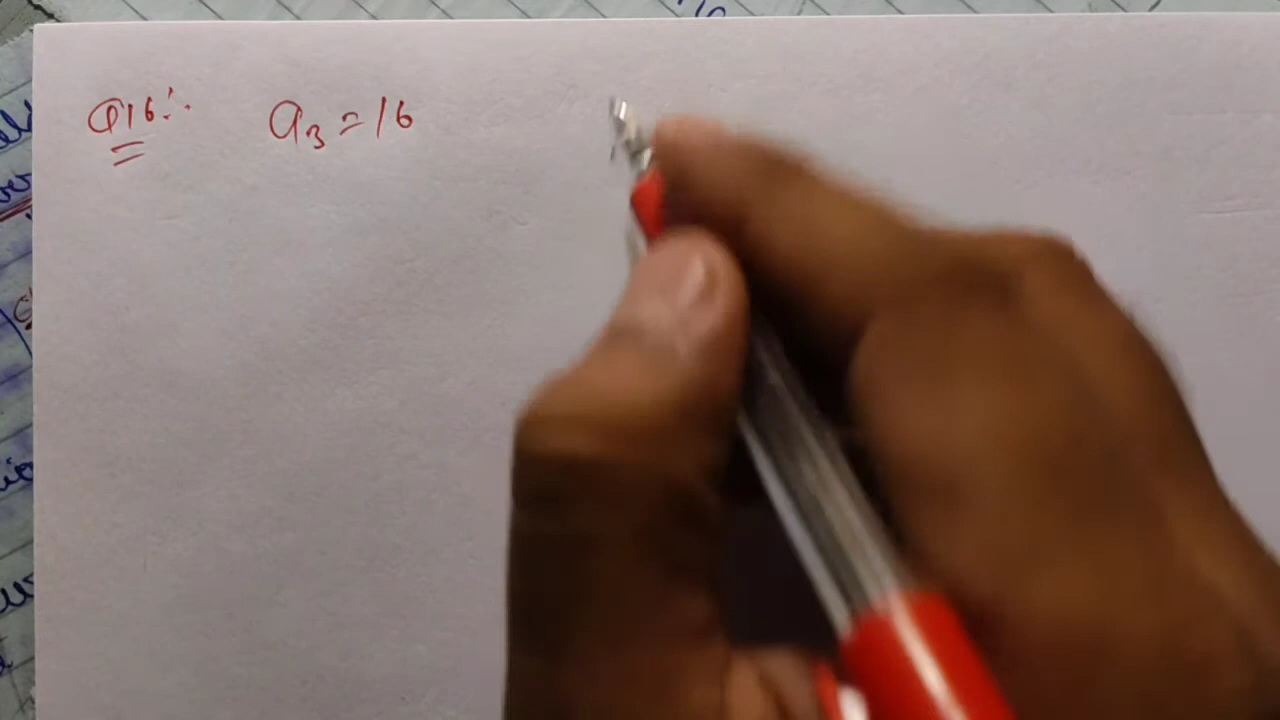 Q16:. a₃ = 16